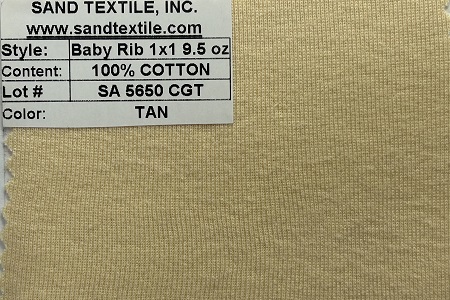 SAND TEXTILE, INC.
www.sandtextile.com
Style: Baby Rib 1x1 9.5 oz
Content: 100% COTTON
Lot # SA 5650 CGT
Color: TAN